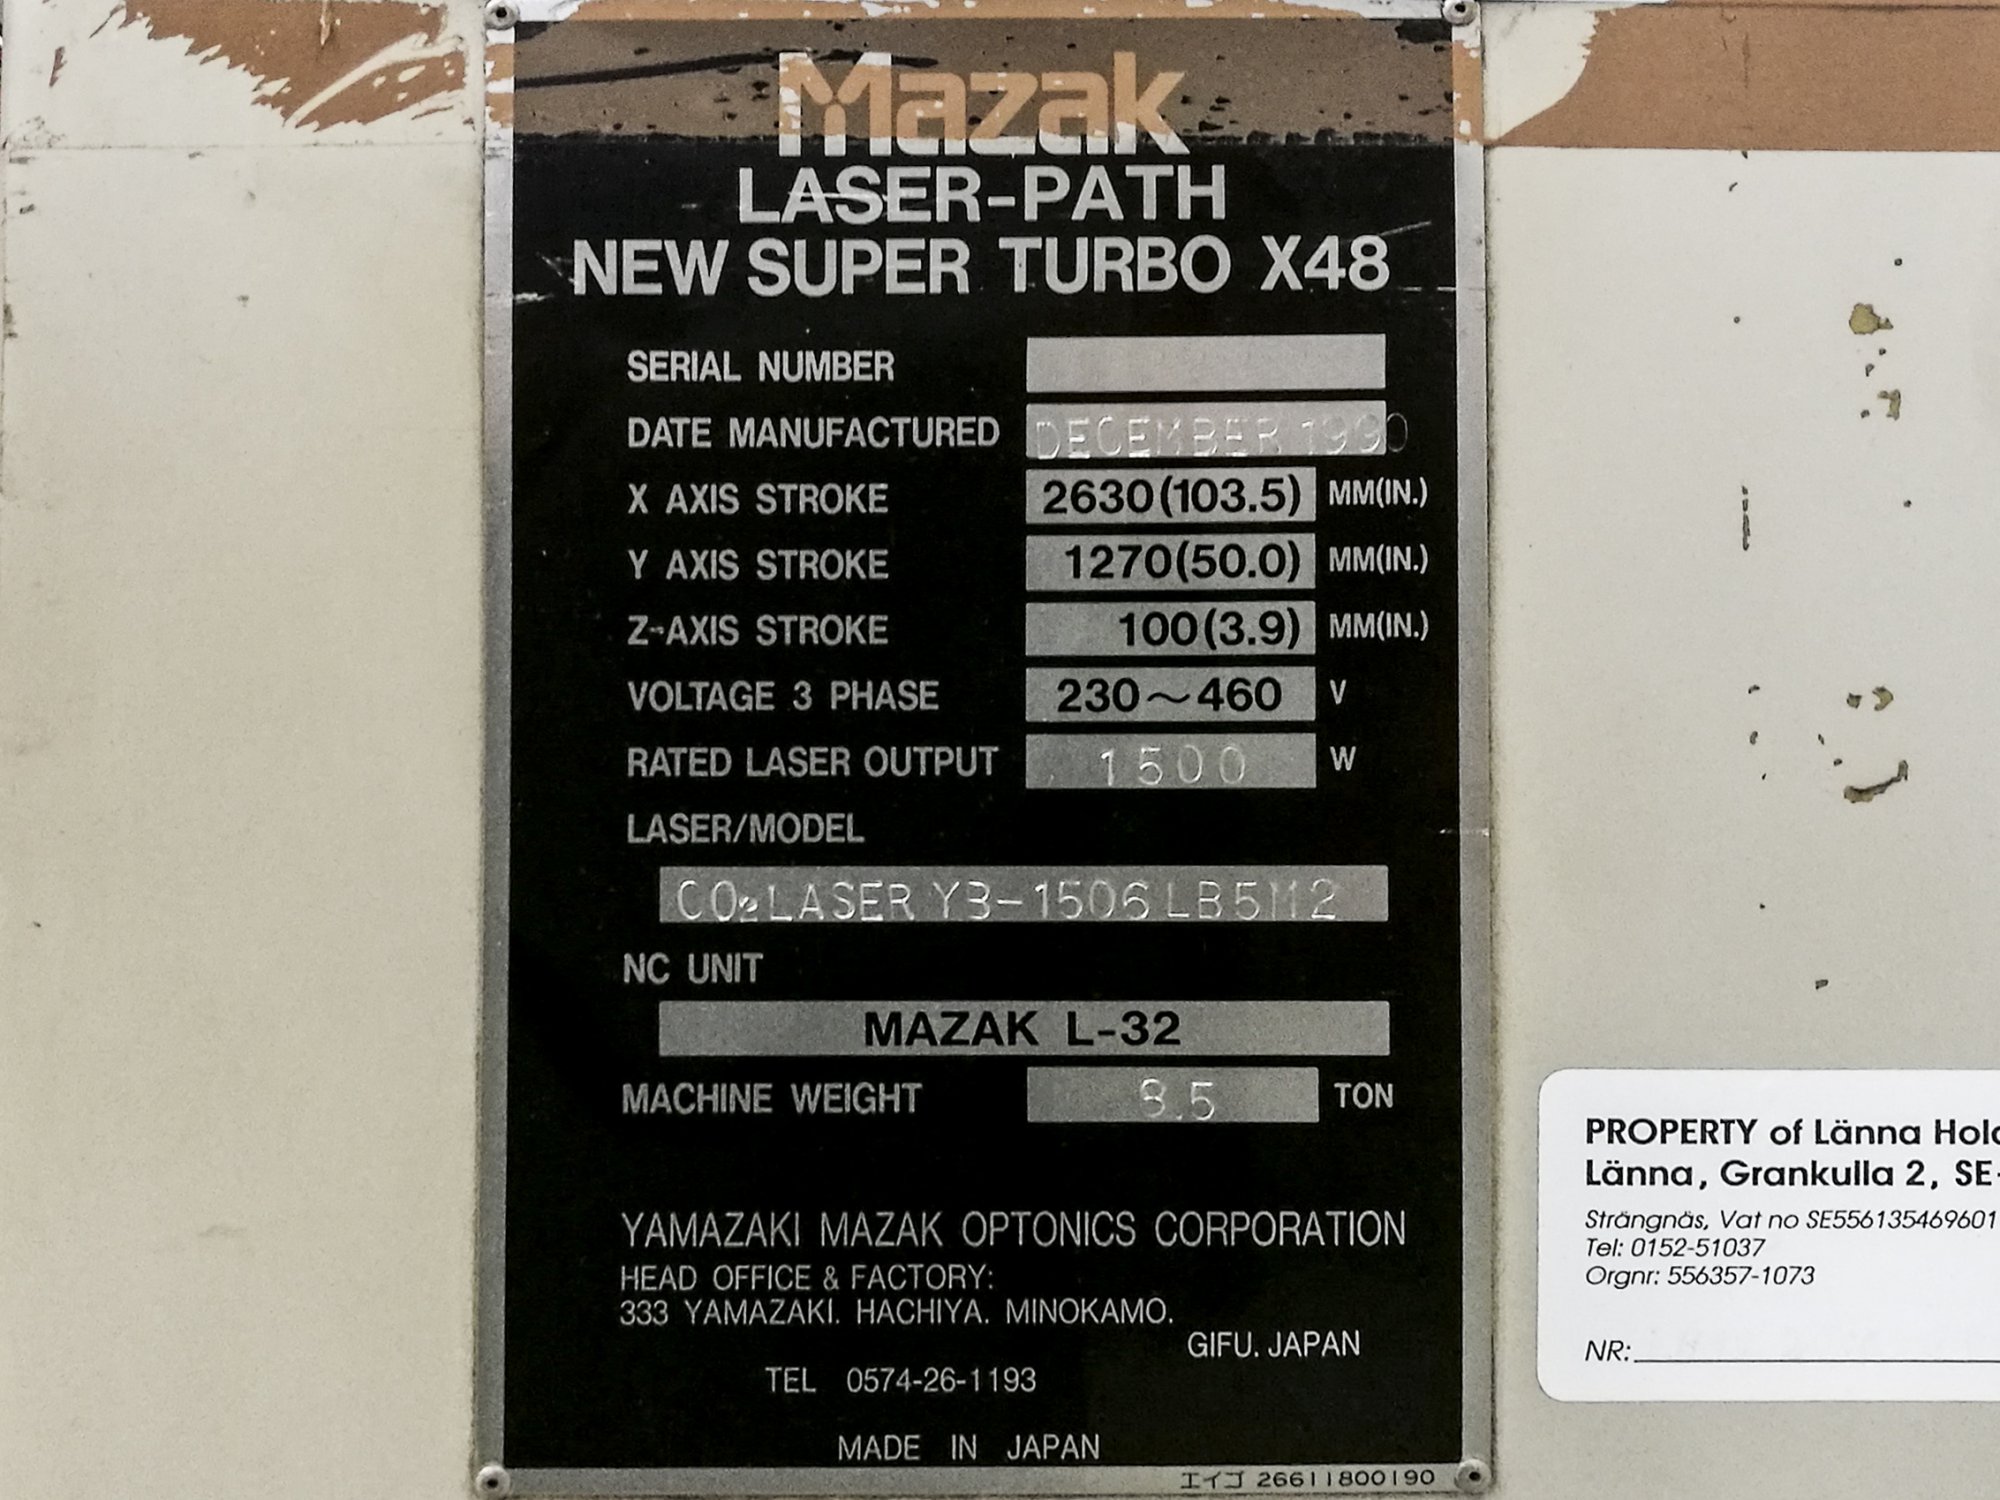 Mazak
LASER-PATH
NEW SUPER TURBO X48
SERIAL NUMBER
DATE MANUFACTURED DECEMBER 1990
X AXIS STROKE 2630(103.5) MM(IN.)
Y AXIS STROKE 1270(50.0) MM(IN.)
Z-AXIS STROKE 100(3.9) MM(IN.)
VOLTAGE 3 PHASE 230~460 V
RATED LASER OUTPUT 1500 W
LASER/MODEL
CO₂ LASER YB-1506LB5M2
NC UNIT
MAZAK L-32
MACHINE WEIGHT 8.5 TON
YAMAZAKI MAZAK OPTONICS CORPORATION
HEAD OFFICE & FACTORY:
333 YAMAZAKI. HACHIYA. MINOKAMO.
GIFU. JAPAN
TEL 0574-26-1193
MADE IN JAPAN
エイゴ 26611800190
PROPERTY of Länna Hold
Länna, Grankulla 2, SE-
Strängnäs, Vat no SE556135469601
Tel: 0152-51037
Orgnr: 556357-1073
NR: